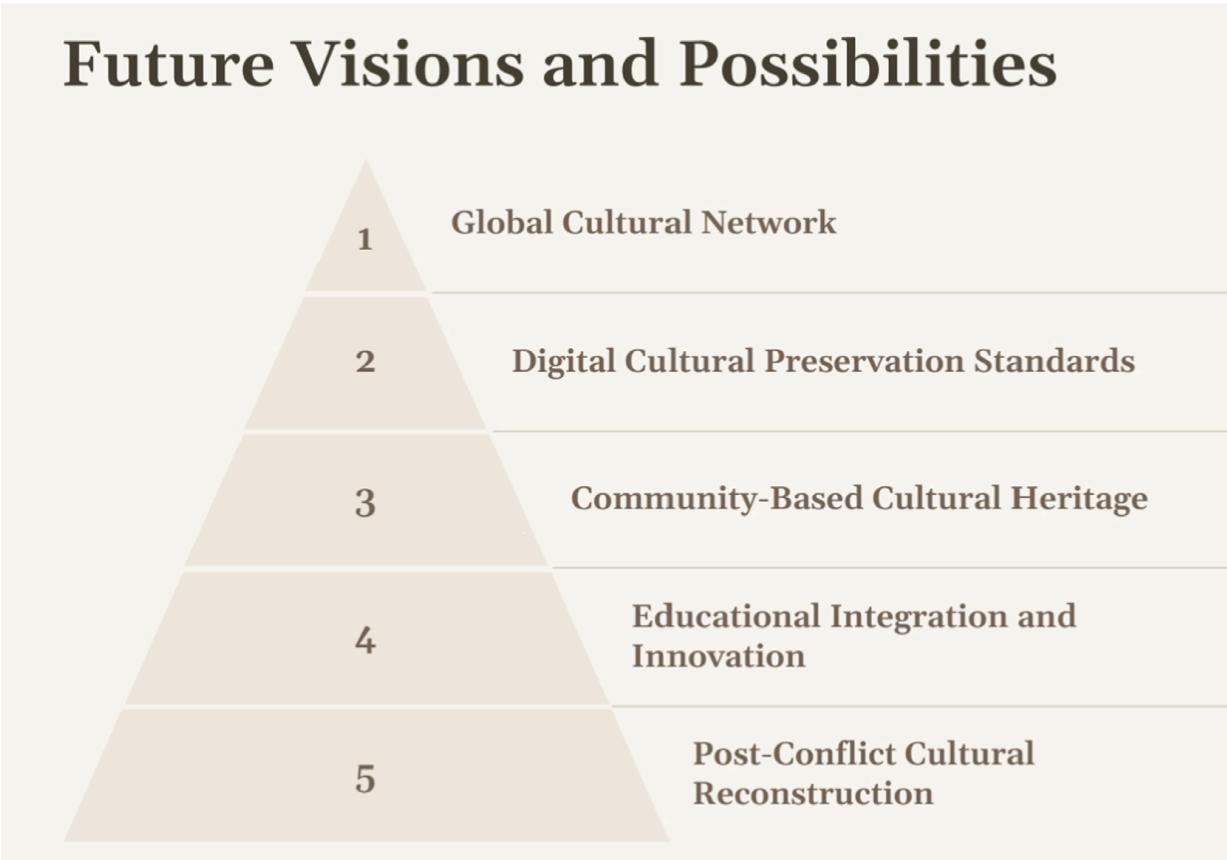 Future Visions and Possibilities
1
Global Cultural Network
2
Digital Cultural Preservation Standards
3
Community-Based Cultural Heritage
4
Educational Integration and
Innovation
5
Post-Conflict Cultural
Reconstruction